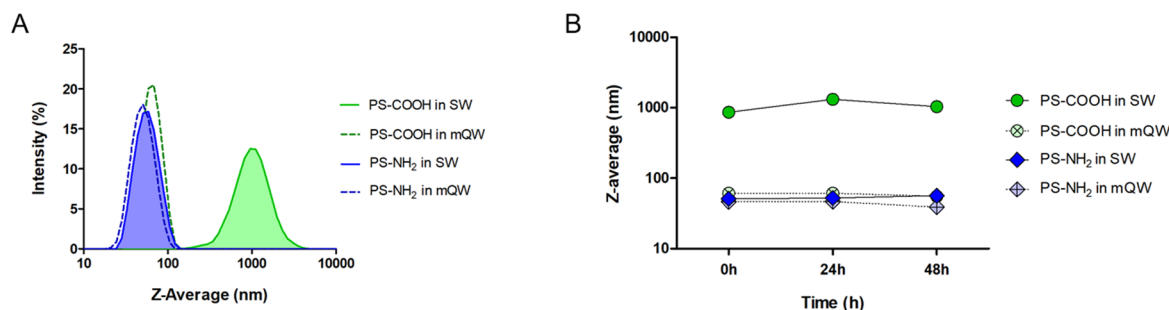 A
25
20
15
10
5
0
Intensity (%)
10
100
1000
10000
Z-Average (nm)
PS-COOH in SW
PS-COOH in mQW
PS-NH2 in SW
PS-NH2 in mQW
B
10000
1000
100
10
Z-average (nm)
0h
24h
48h
Time (h)
PS-COOH in SW
PS-COOH in mQW
PS-NH2 in SW
PS-NH2 in mQW